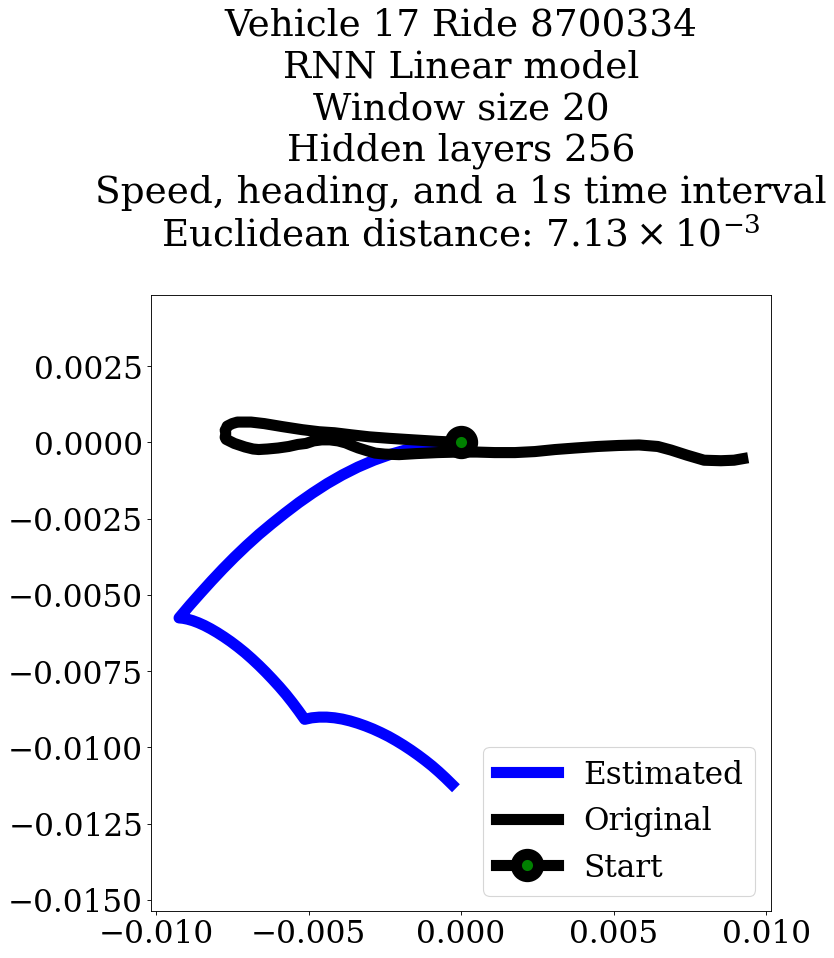 Vehicle 17 Ride 8700334
RNN Linear model
Window size 20
Hidden layers 256
Speed, heading, and a 1s time interval
Euclidean distance: 7.13 × 10⁻³
0.0025
0.0000
−0.0025
−0.0050
−0.0075
−0.0100
−0.0125
−0.0150
Estimated
Original
Start
−0.010 −0.005 0.000 0.005 0.010